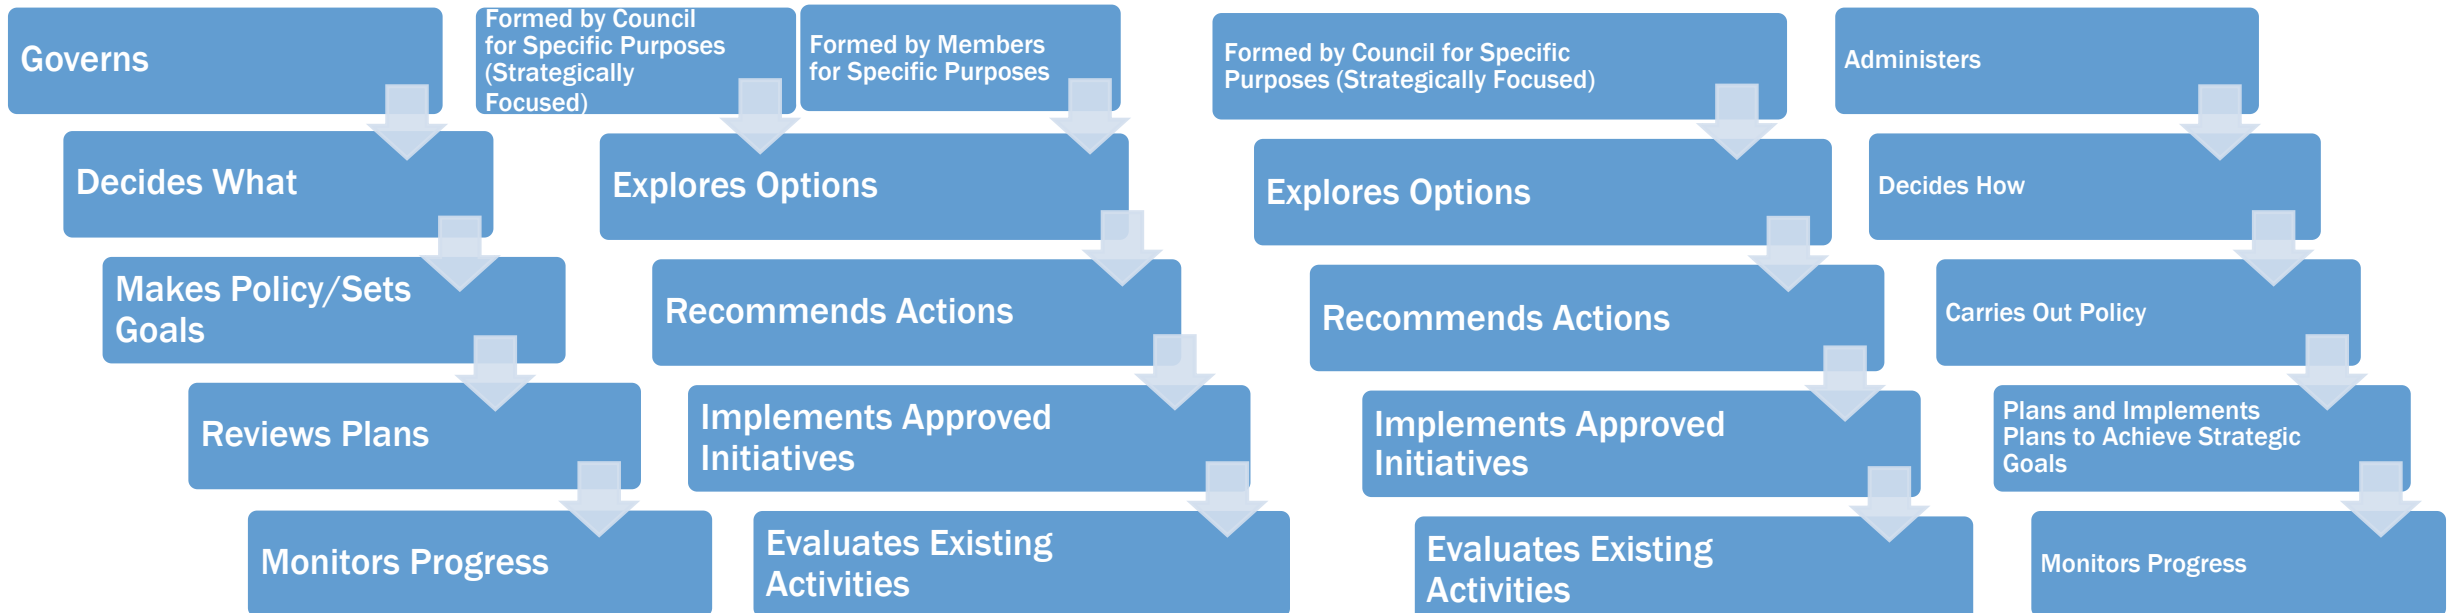 Governs
Decides What
Makes Policy/Sets
Goals
Reviews Plans
Monitors Progress
Formed by Council
for Specific Purposes
(Strategically
Focused)
Formed by Members
for Specific Purposes
Explores Options
Recommends Actions
Implements Approved
Initiatives
Evaluates Existing
Activities
Formed by Council for Specific
Purposes (Strategically Focused)
Explores Options
Recommends Actions
Implements Approved
Initiatives
Evaluates Existing
Activities
Administers
Decides How
Carries Out Policy
Plans and Implements
Plans to Achieve Strategic
Goals
Monitors Progress